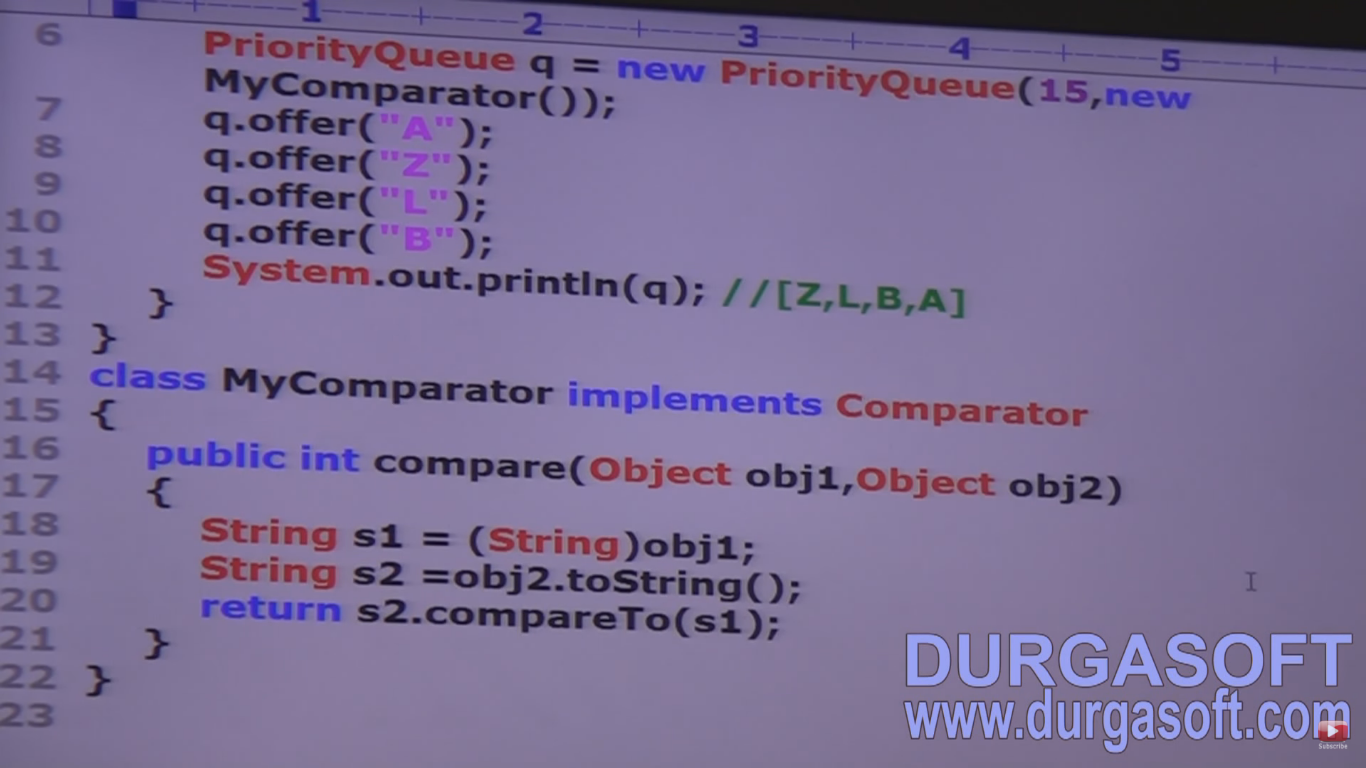 1 2 3 4 5
6 PriorityQueue q = new PriorityQueue(15,new
MyComparator());
7 q.offer("A");
8 q.offer("Z");
9 q.offer("L");
10 q.offer("B");
11 System.out.println(q); //[Z,L,B,A]
12 }
13 }
14 class MyComparator implements Comparator
15 {
16 public int compare(Object obj1,Object obj2)
17 {
18 String s1 = (String)obj1;
19 String s2 =obj2.toString();
20 return s2.compareTo(s1);
21 }
22 }
23
DURGASOFT
www.durgasoft.com
Subscribe